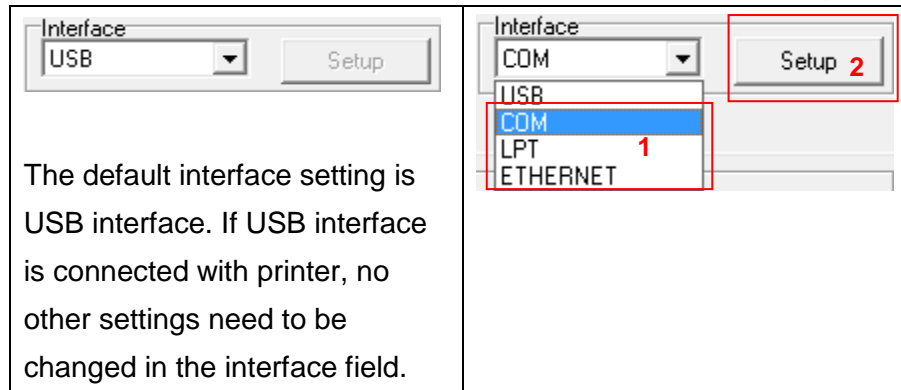 Interface
USB
Setup
The default interface setting is
USB interface. If USB interface
is connected with printer, no
other settings need to be
changed in the interface field.
Interface
COM
Setup 2
USB
COM
LPT 1
ETHERNET